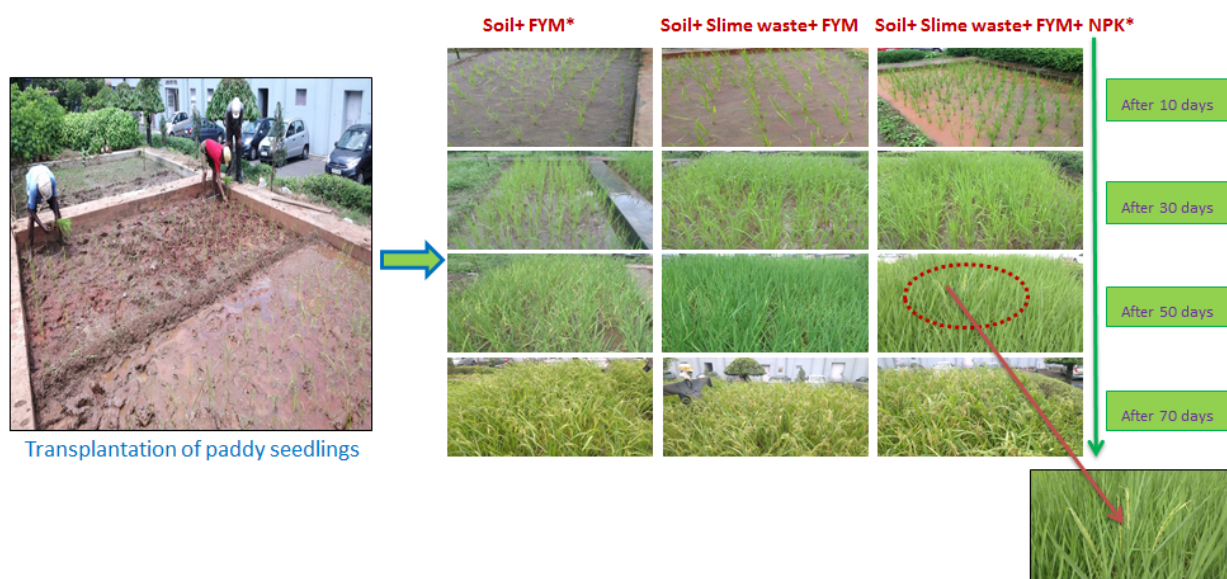 Soil+ FYM*
Soil+ Slime waste+ FYM
Soil+ Slime waste+ FYM+ NPK*
After 10 days
After 30 days
After 50 days
After 70 days
Transplantation of paddy seedlings